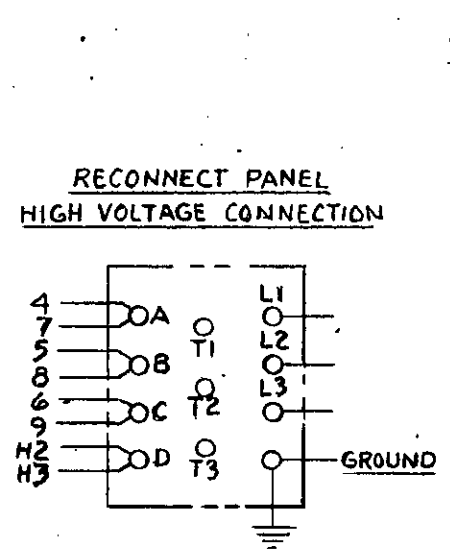 RECONNECT PANEL
HIGH VOLTAGE CONNECTION
4
7
A
5
8
B
6
9
C
H2
H3
D
T1
T2
T3
L1
L2
L3
GROUND